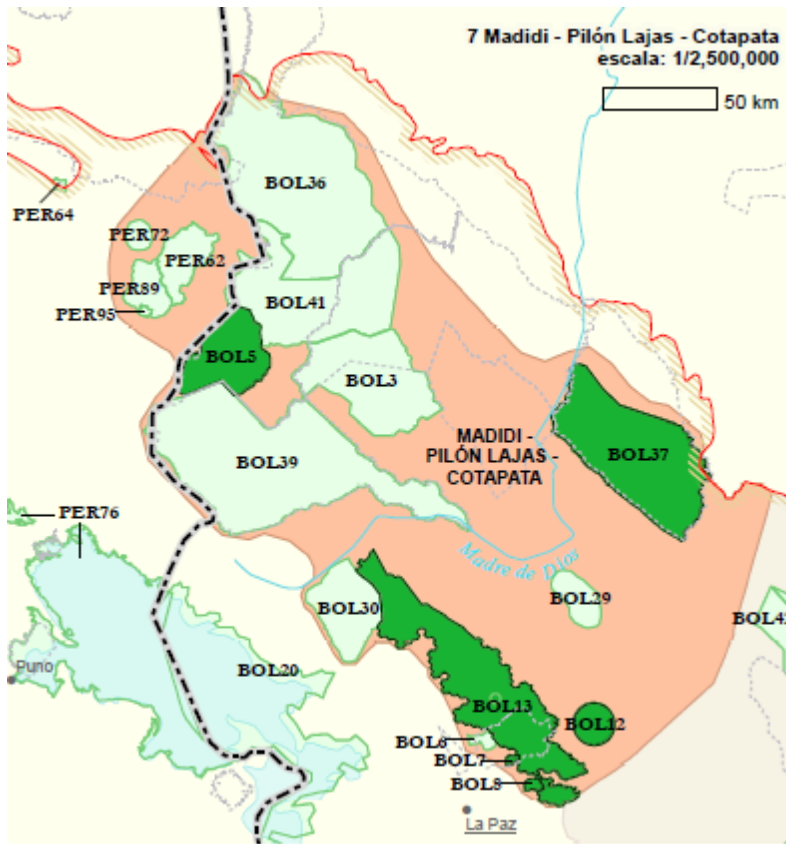 7 Madidi - Pilón Lajas - Cotapata
escala: 1/2,500,000
50 km
BOL36
PER64
PER72
PER62
PER89
BOL41
PER95
BOL5
BOL3
MADIDI -
PILÓN LAJAS -
COTAPATA
BOL37
BOL39
PER76
Madre de Dios
BOL29
BOL30
BOL42
Puno
BOL20
BOL13
BOL12
BOL6
BOL7
BOL8
La Paz